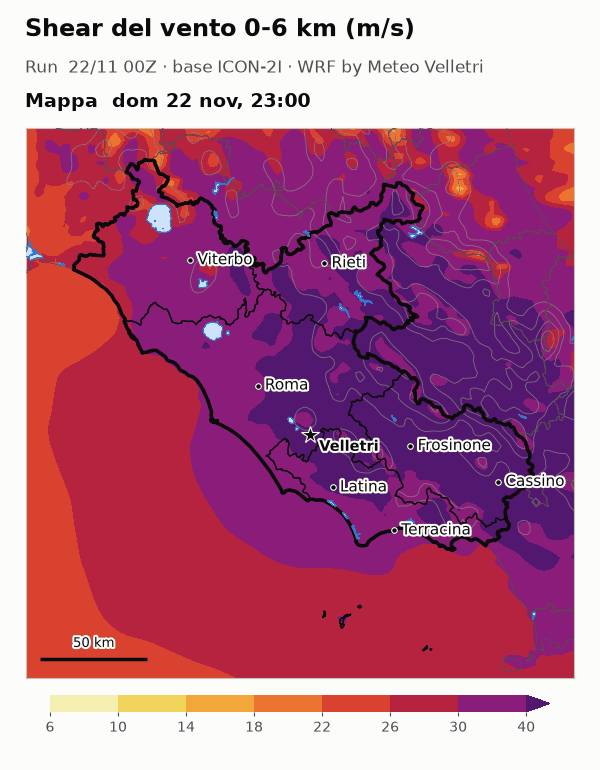 Shear del vento 0-6 km (m/s)
Run  22/11 00Z · base ICON-2I · WRF by Meteo Velletri
Mappa  dom 22 nov, 23:00
Viterbo
Rieti
Roma
Velletri
Frosinone
Latina
Cassino
Terracina
50 km
6 10 14 18 22 26 30 40